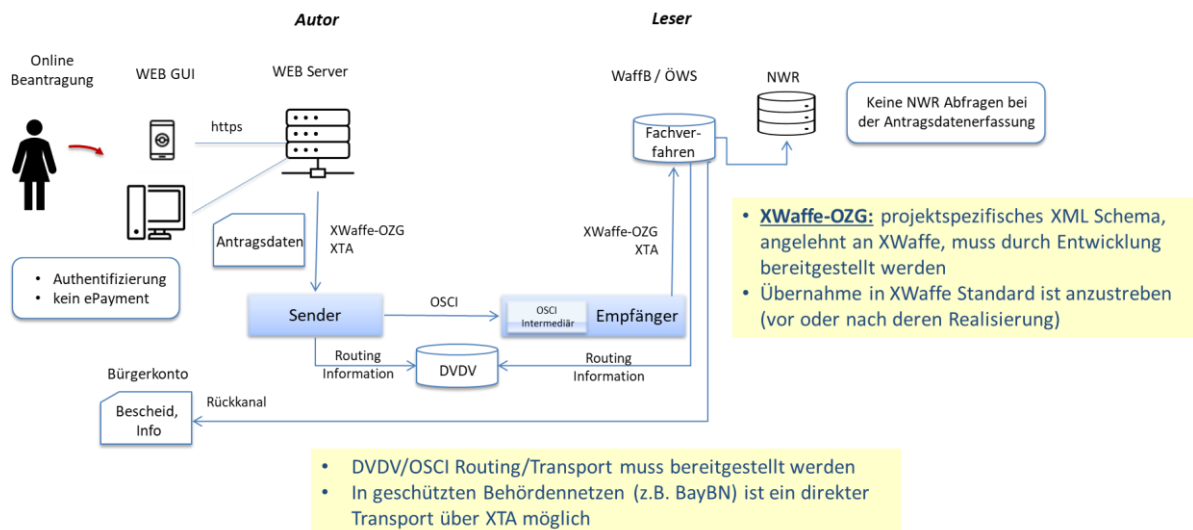 Autor
Leser
Online
Beantragung
WEB GUI
WEB Server
WaffB / ÖWS
NWR
https
Fachver-
fahren
Keine NWR Abfragen bei
der Antragsdatenerfassung
Antragsdaten
XWaffe-OZG
XTA
XWaffe-OZG
XTA
• Authentifizierung
• kein ePayment
• XWaffe-OZG: projektspezifisches XML Schema,
angelehnt an XWaffe, muss durch Entwicklung
bereitgestellt werden
• Übernahme in XWaffe Standard ist anzustreben
(vor oder nach deren Realisierung)
Sender
OSCI
OSCI
Intermediär
Empfänger
Routing
Information
DVDV
Routing
Information
Bürgerkonto
Bescheid,
Info
Rückkanal
• DVDV/OSCI Routing/Transport muss bereitgestellt werden
• In geschützten Behördennetzen (z.B. BayBN) ist ein direkter
Transport über XTA möglich